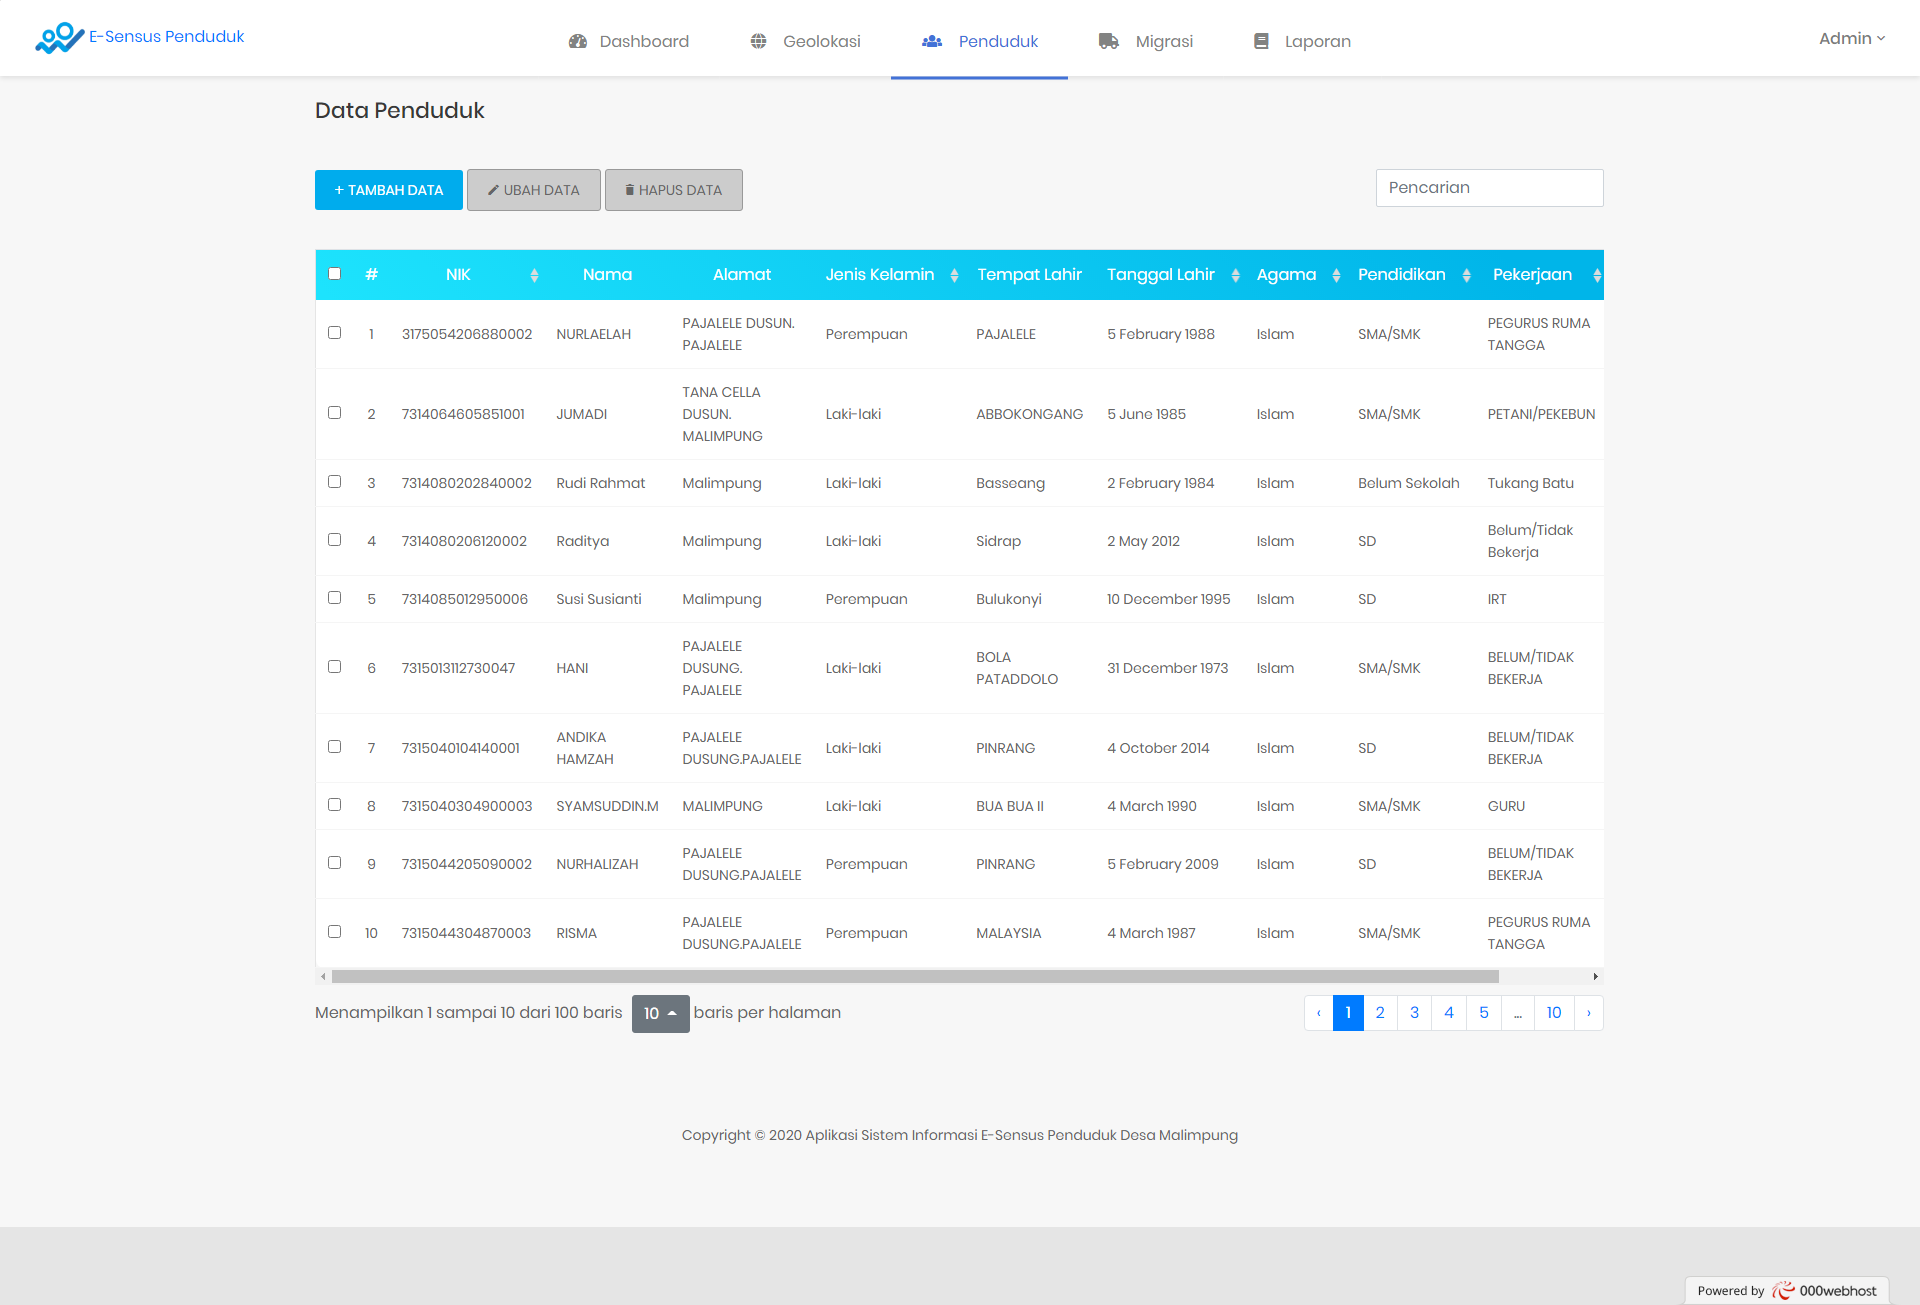 E-Sensus Penduduk
Dashboard
Geolokasi
Penduduk
Migrasi
Laporan
Admin
Data Penduduk
+ TAMBAH DATA
UBAH DATA
HAPUS DATA
Pencarian
# NIK Nama Alamat Jenis Kelamin Tempat Lahir Tanggal Lahir Agama Pendidikan Pekerjaan
1 3175054206880002 NURLAELAH PAJALELE DUSUN. PAJALELE Perempuan PAJALELE 5 February 1988 Islam SMA/SMK PEGURUS RUMA TANGGA
2 7314064605851001 JUMADI TANA CELLA DUSUN. MALIMPUNG Laki-laki ABBOKONGANG 5 June 1985 Islam SMA/SMK PETANI/PEKEBUN
3 7314080202840002 Rudi Rahmat Malimpung Laki-laki Basseang 2 February 1984 Islam Belum Sekolah Tukang Batu
4 7314080206120002 Raditya Malimpung Laki-laki Sidrap 2 May 2012 Islam SD Belum/Tidak Bekerja
5 7314085012950006 Susi Susianti Malimpung Perempuan Bulukonyi 10 December 1995 Islam SD IRT
6 7315013112730047 HANI PAJALELE DUSUNG. PAJALELE Laki-laki BOLA PATADDOLO 31 December 1973 Islam SMA/SMK BELUM/TIDAK BEKERJA
7 7315040104140001 ANDIKA HAMZAH PAJALELE DUSUNG.PAJALELE Laki-laki PINRANG 4 October 2014 Islam SD BELUM/TIDAK BEKERJA
8 7315040304900003 SYAMSUDDIN.M MALIMPUNG Laki-laki BUA BUA II 4 March 1990 Islam SMA/SMK GURU
9 7315044205090002 NURHALIZAH PAJALELE DUSUNG.PAJALELE Perempuan PINRANG 5 February 2009 Islam SD BELUM/TIDAK BEKERJA
10 7315044304870003 RISMA PAJALELE DUSUNG.PAJALELE Perempuan MALAYSIA 4 March 1987 Islam SMA/SMK PEGURUS RUMA TANGGA
Menampilkan 1 sampai 10 dari 100 baris 10 baris per halaman
‹ 1 2 3 4 5 ... 10 ›
Copyright © 2020 Aplikasi Sistem Informasi E-Sensus Penduduk Desa Malimpung
Powered by 000webhost